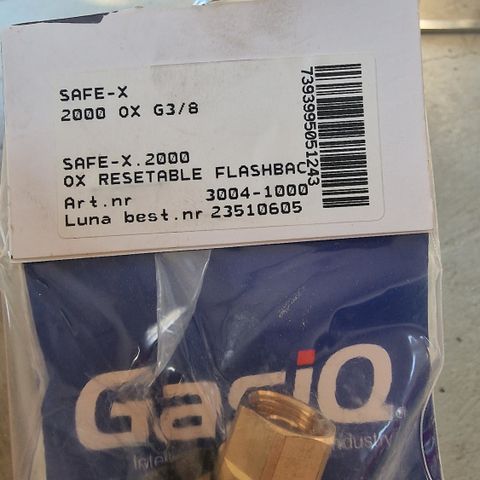 SAFE-X
2000 OX G3/8
SAFE-X.2000
OX RESETABLE FLASHBAC
Art.nr 3004-1000
Luna best.nr 23510605
7393995051243
GasiQ